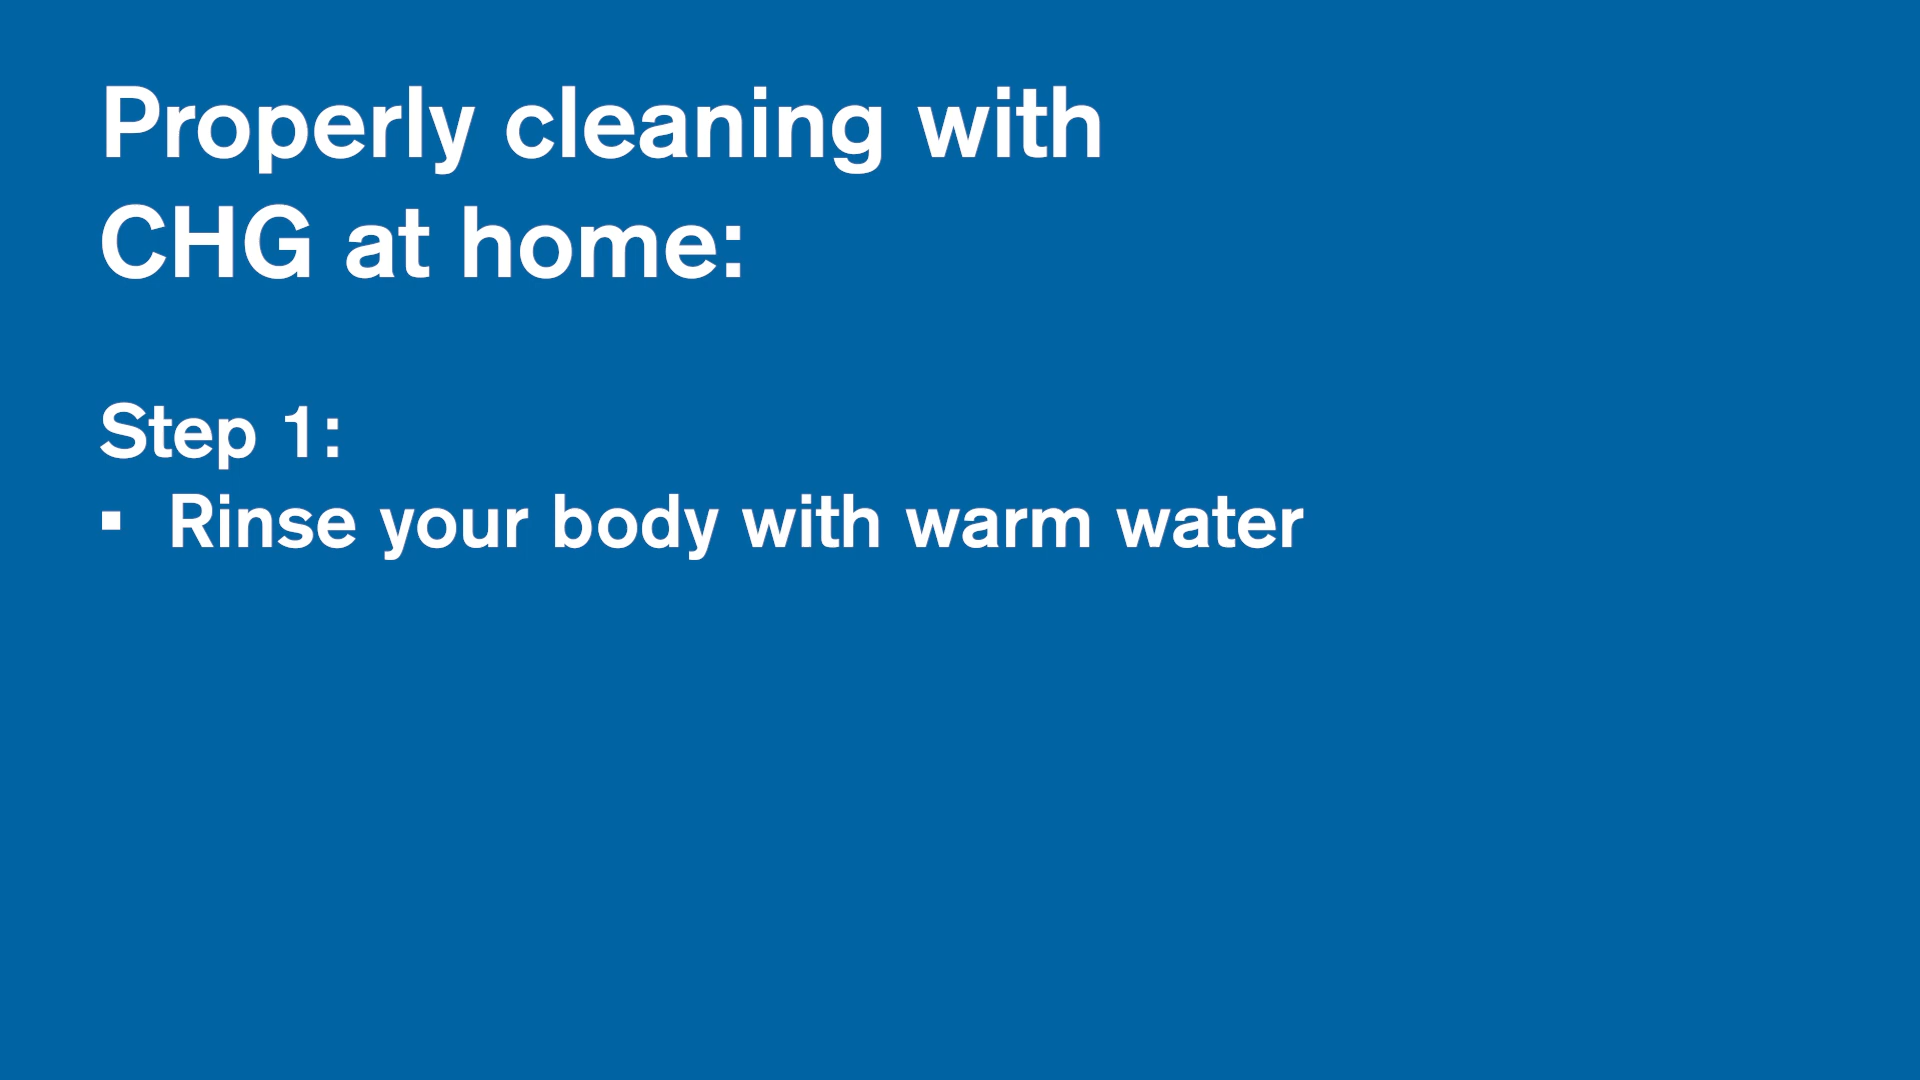 Properly cleaning with
CHG at home:
Step 1:
▪ Rinse your body with warm water